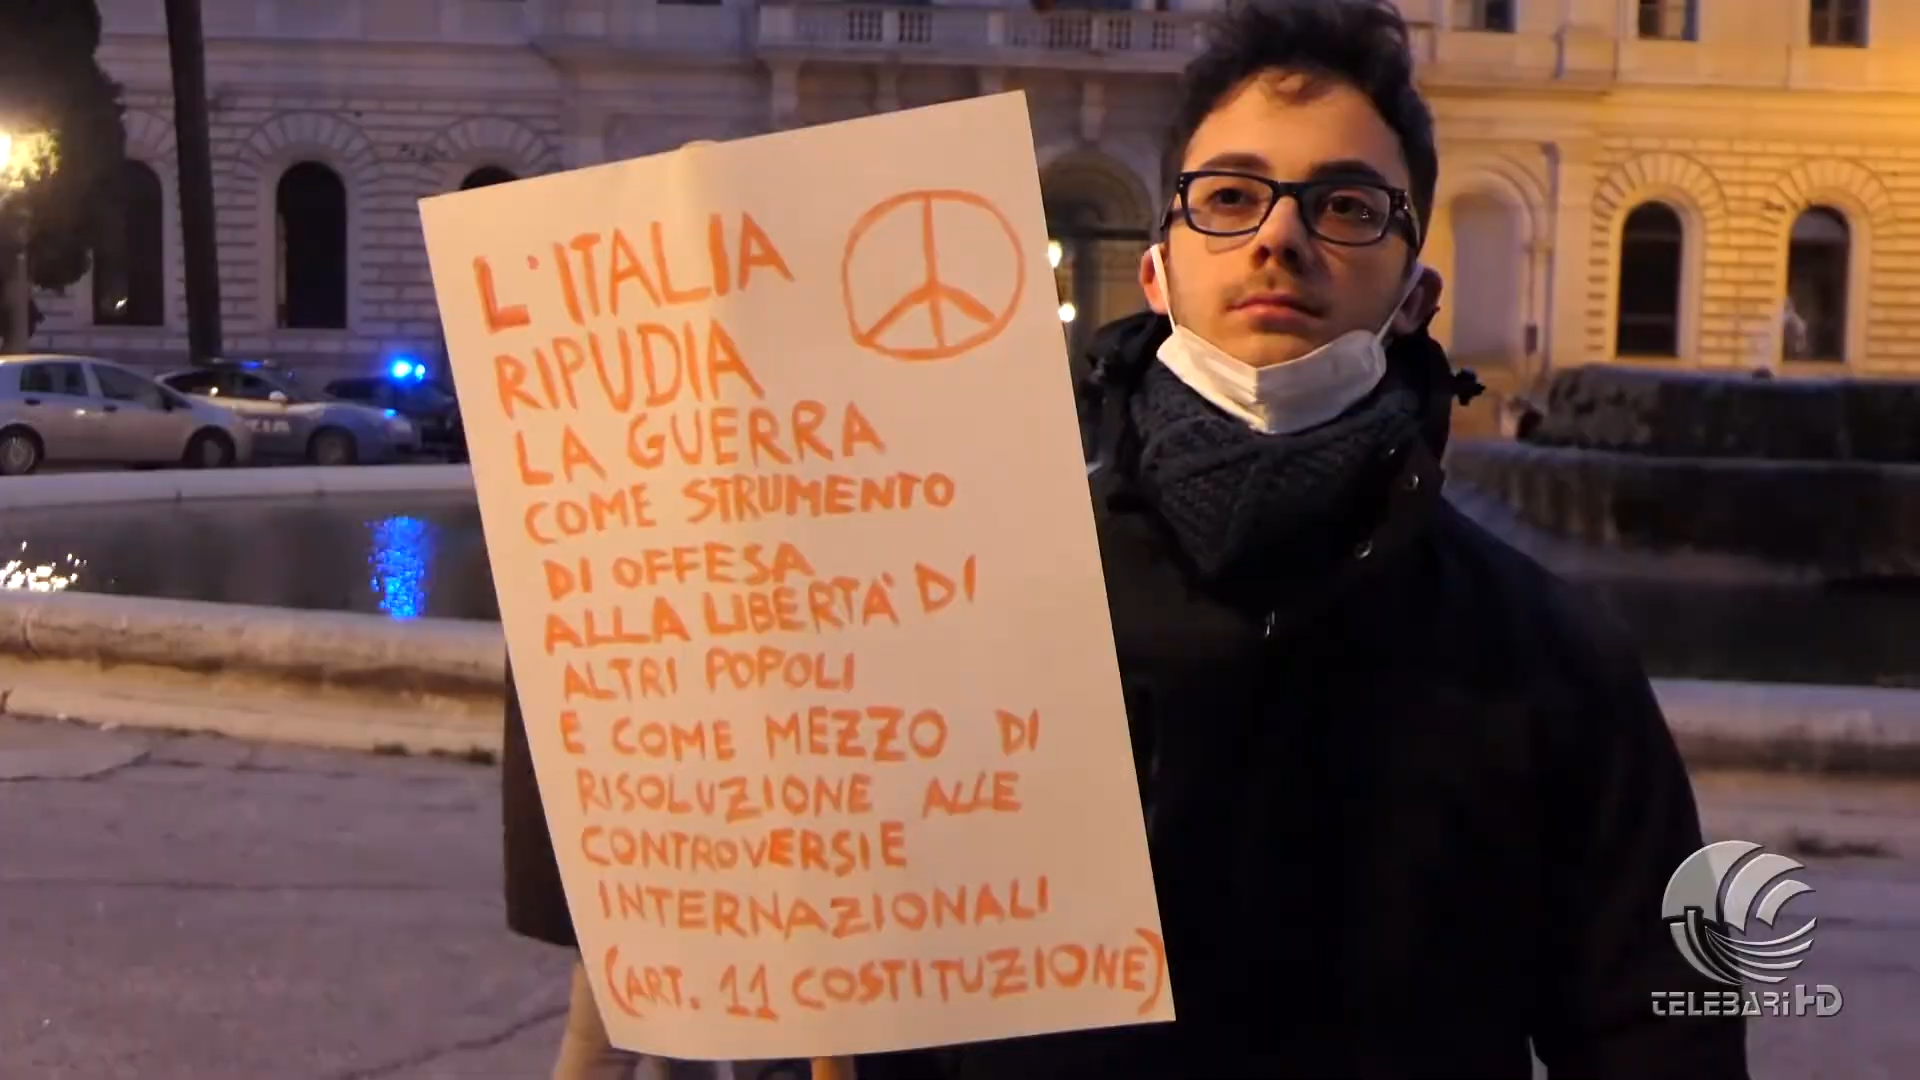 L'ITALIA
RIPUDIA
LA GUERRA
COME STRUMENTO
DI OFFESA
ALLA LIBERTA' DI
ALTRI POPOLI
E COME MEZZO DI
RISOLUZIONE ALLE
CONTROVERSIE
INTERNAZIONALI
(ART. 11 COSTITUZIONE)
TELEBARI HD